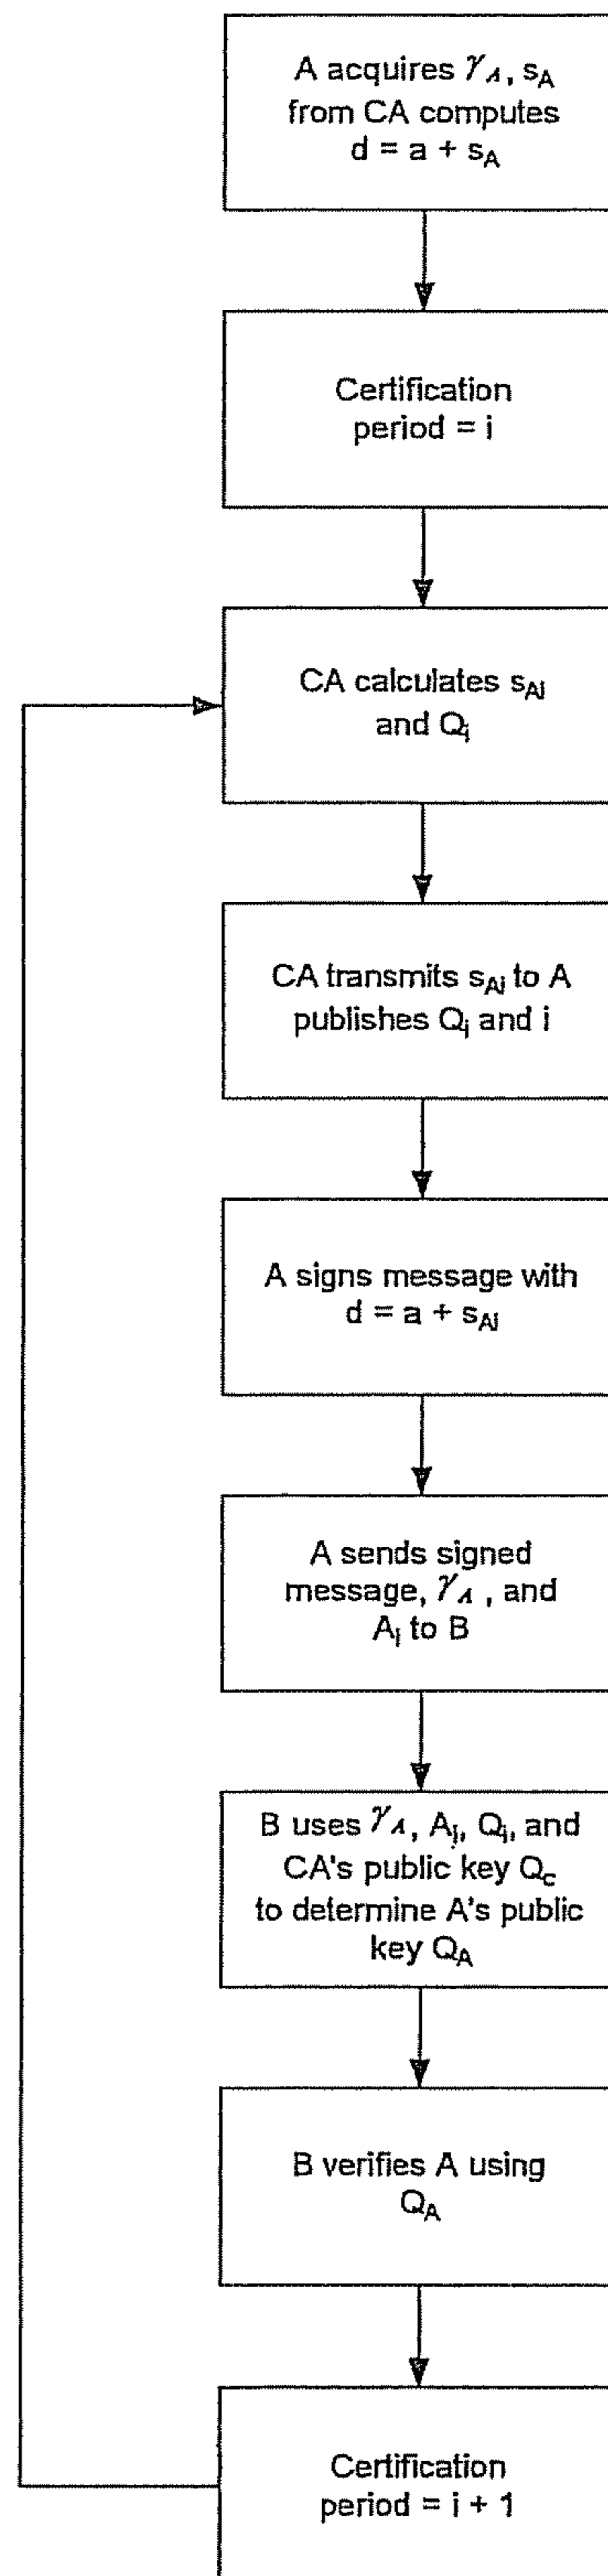 A acquires γA, sA
from CA computes
d = a + sA
Certification
period = i
CA calculates sAi
and Qi
CA transmits sAi to A
publishes Qi and i
A signs message with
d = a + sAi
A sends signed
message, γA , and
Ai to B
B uses γA, Ai, Qi, and
CA's public key Qc
to determine A's public
key QA
B verifies A using
QA
Certification
period = i + 1